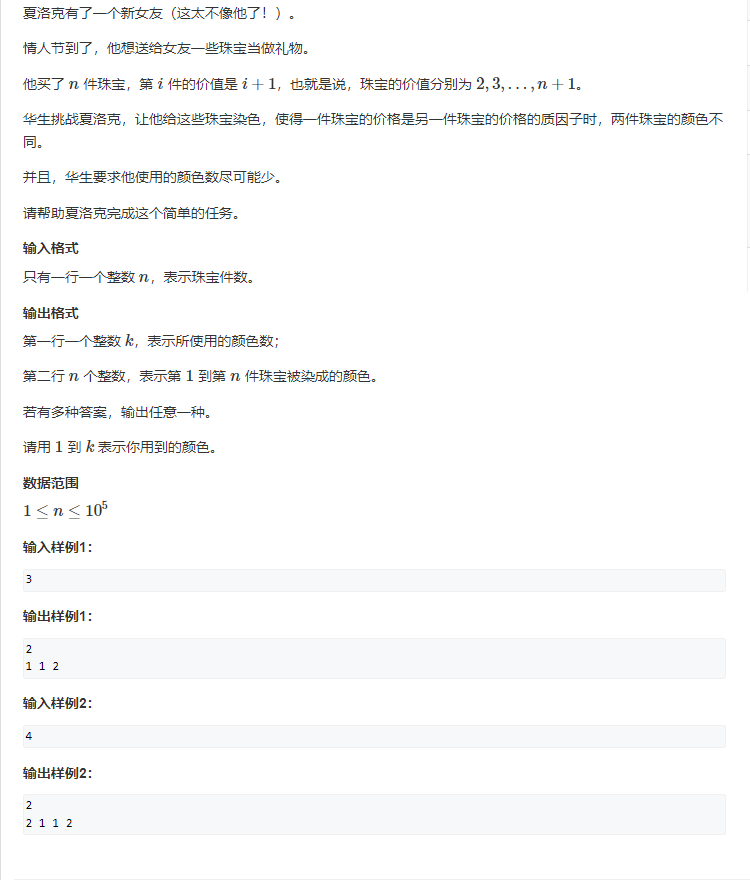 夏洛克有了一个新女友（这太不像他了！）。
情人节到了，他想送给女友一些珠宝当做礼物。
他买了 n 件珠宝，第 i 件的价值是 i + 1，也就是说，珠宝的价值分别为 2, 3, . . . , n + 1。
华生挑战夏洛克，让他给这些珠宝染色，使得一件珠宝的价格是另一件珠宝的价格的质因子时，两件珠宝的颜色不
同。
并且，华生要求他使用的颜色数尽可能少。
请帮助夏洛克完成这个简单的任务。
输入格式
只有一行一个整数 n，表示珠宝件数。
输出格式
第一行一个整数 k，表示所使用的颜色数；
第二行 n 个整数，表示第 1 到第 n 件珠宝被染成的颜色。
若有多种答案，输出任意一种。
请用 1 到 k 表示你用到的颜色。
数据范围
1 ≤ n ≤ 10⁵
输入样例1：
3
输出样例1：
2
1 1 2
输入样例2：
4
输出样例2：
2
2 1 1 2